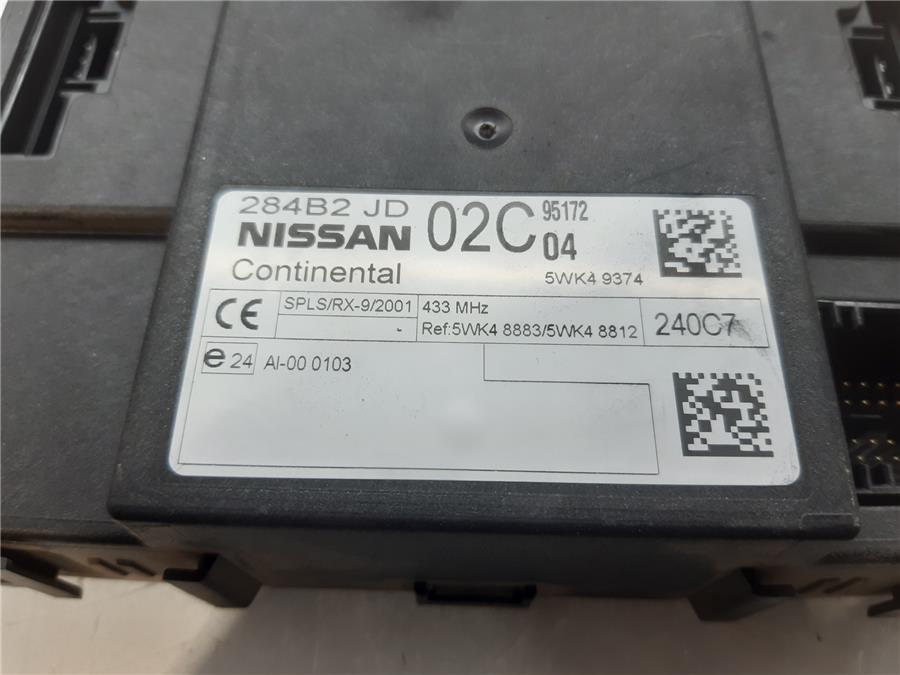 284B2 JD 02C 95172
NISSAN 04
Continental 5WK4 9374
CE SPLS/RX-9/2001 433 MHz 240C7
- Ref:5WK4 8883/5WK4 8812
e 24 AI-00 0103